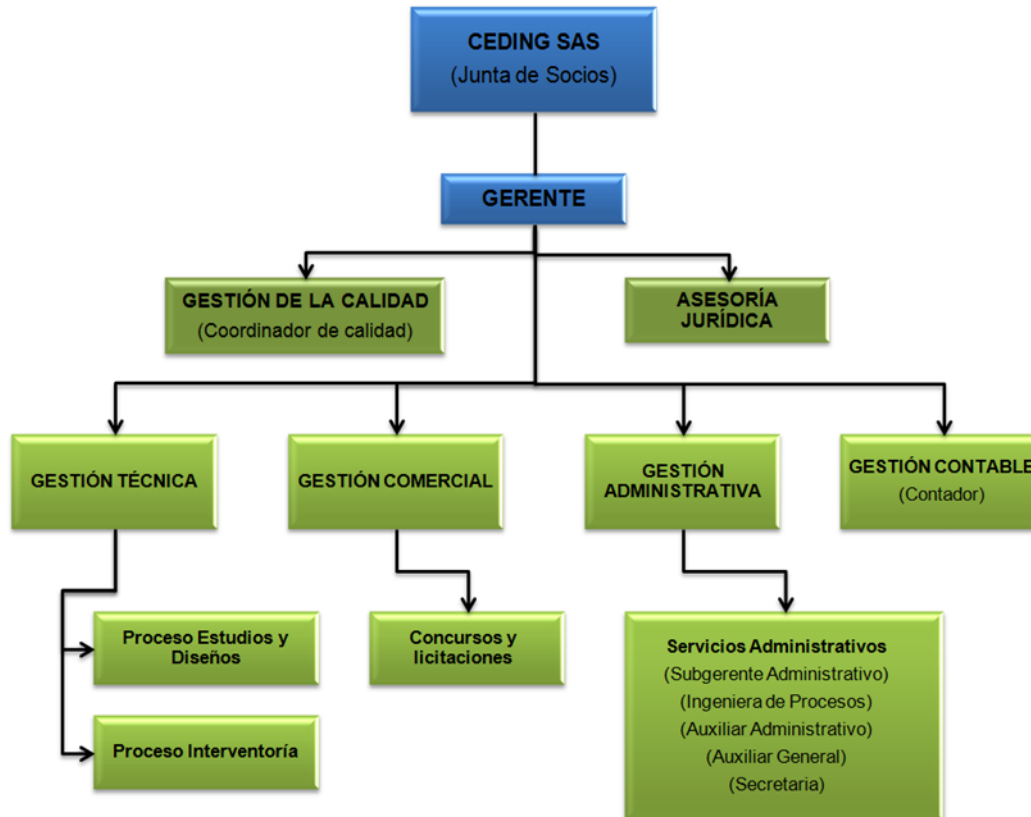 CEDING SAS
(Junta de Socios)
GERENTE
GESTIÓN DE LA CALIDAD
(Coordinador de calidad)
ASESORÍA
JURÍDICA
GESTIÓN TÉCNICA
GESTIÓN COMERCIAL
GESTIÓN
ADMINISTRATIVA
GESTIÓN CONTABLE
(Contador)
Proceso Estudios y
Diseños
Proceso Interventoría
Concursos y
licitaciones
Servicios Administrativos
(Subgerente Administrativo)
(Ingeniera de Procesos)
(Auxiliar Administrativo)
(Auxiliar General)
(Secretaria)